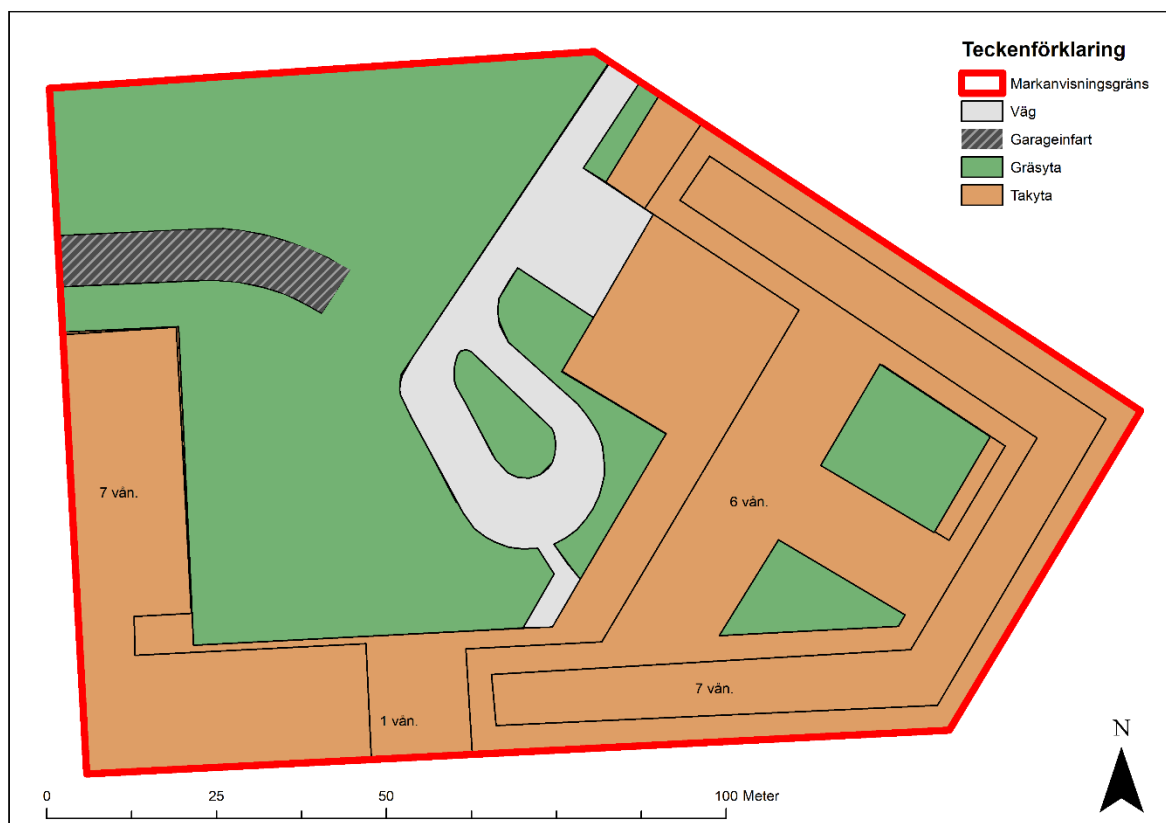 Teckenförklaring
Markanvisningsgräns
Väg
Garageinfart
Gräsyta
Takyta
7 vån.
6 vån.
7 vån.
1 vån.
N
0 25 50 100 Meter